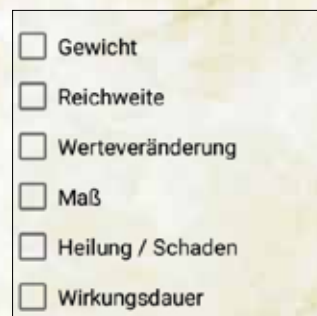 Gewicht
Reichweite
Werteveränderung
Maß
Heilung / Schaden
Wirkungsdauer